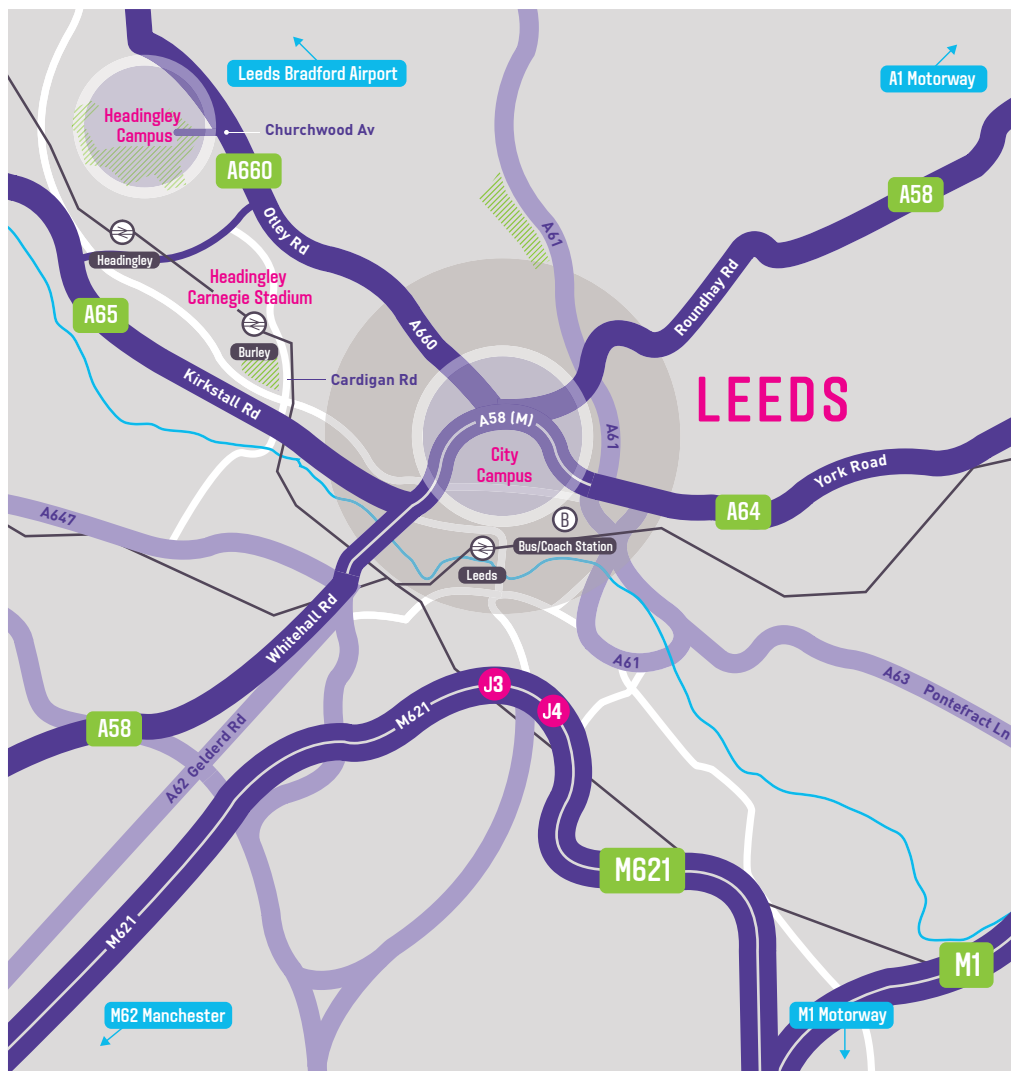 Leeds Bradford Airport
A1 Motorway
Headingley
Campus
Churchwood Av
A660
A58
Otley Rd
A61
Headingley
Headingley
Carnegie Stadium
Roundhay Rd
A65
A660
Burley
Cardigan Rd
Kirkstall Rd
LEEDS
A58 (M)
A61
City
Campus
York Road
A64
A647
B
Bus/Coach Station
Leeds
Whitehall Rd
A61
A63 Pontefract Ln
J3
J4
M621
A58
A62 Gelderd Rd
M621
M621
M1
M62 Manchester
M1 Motorway